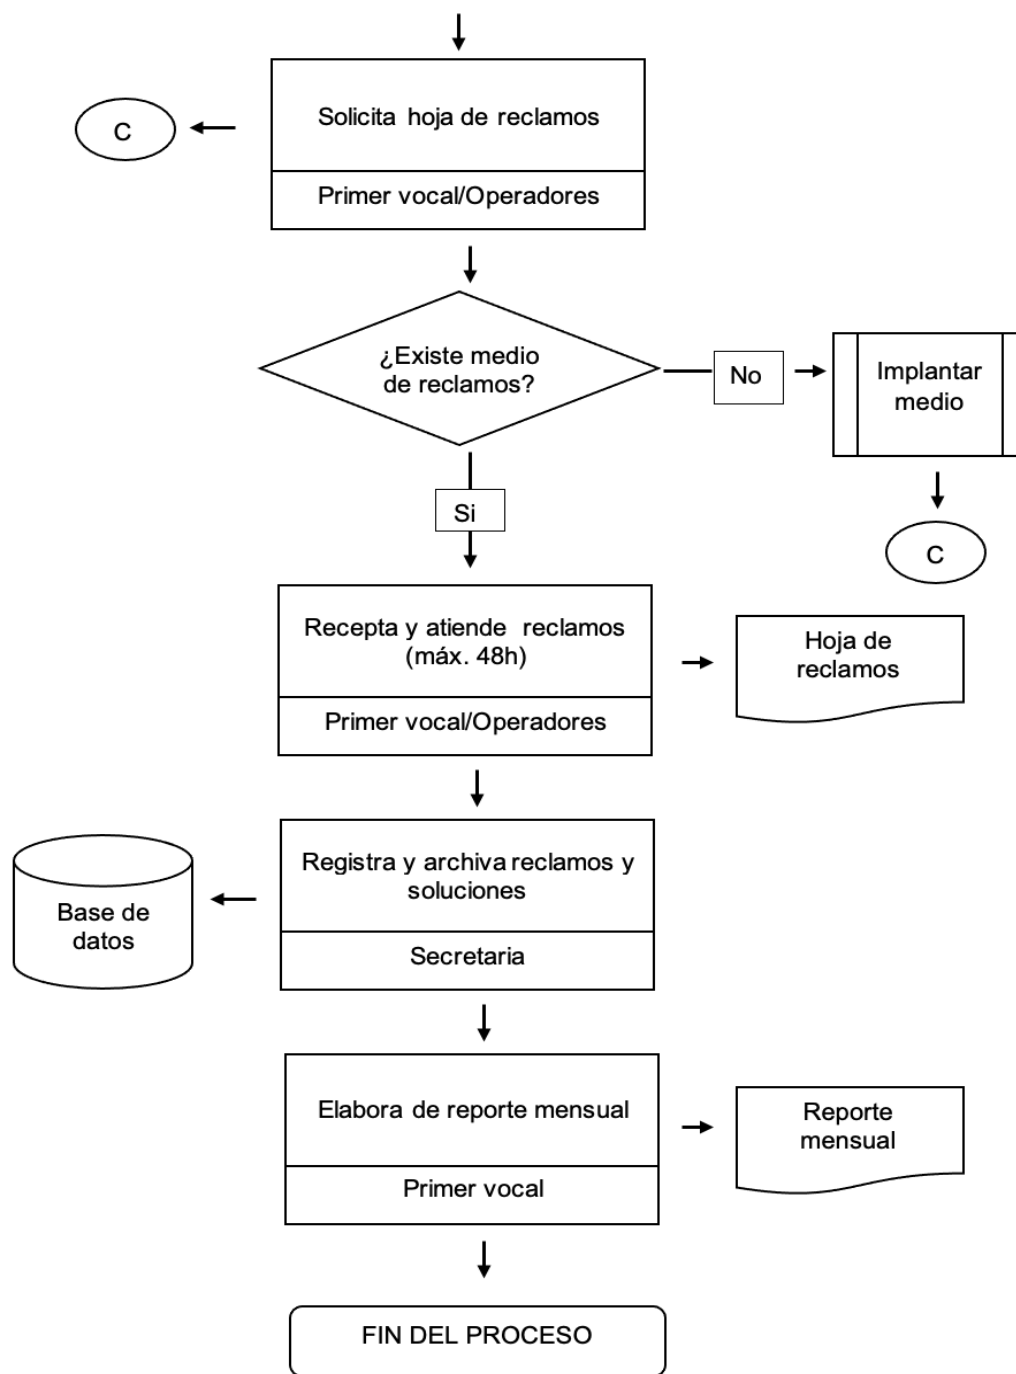 Solicita hoja de reclamos
C
Primer vocal/Operadores
¿Existe medio
de reclamos?
No
Implantar
medio
Si
C
Recepta y atiende reclamos
(máx. 48h)
Hoja de
reclamos
Primer vocal/Operadores
Registra y archiva reclamos y
soluciones
Base de
datos
Secretaria
Elabora de reporte mensual
Reporte
mensual
Primer vocal
FIN DEL PROCESO